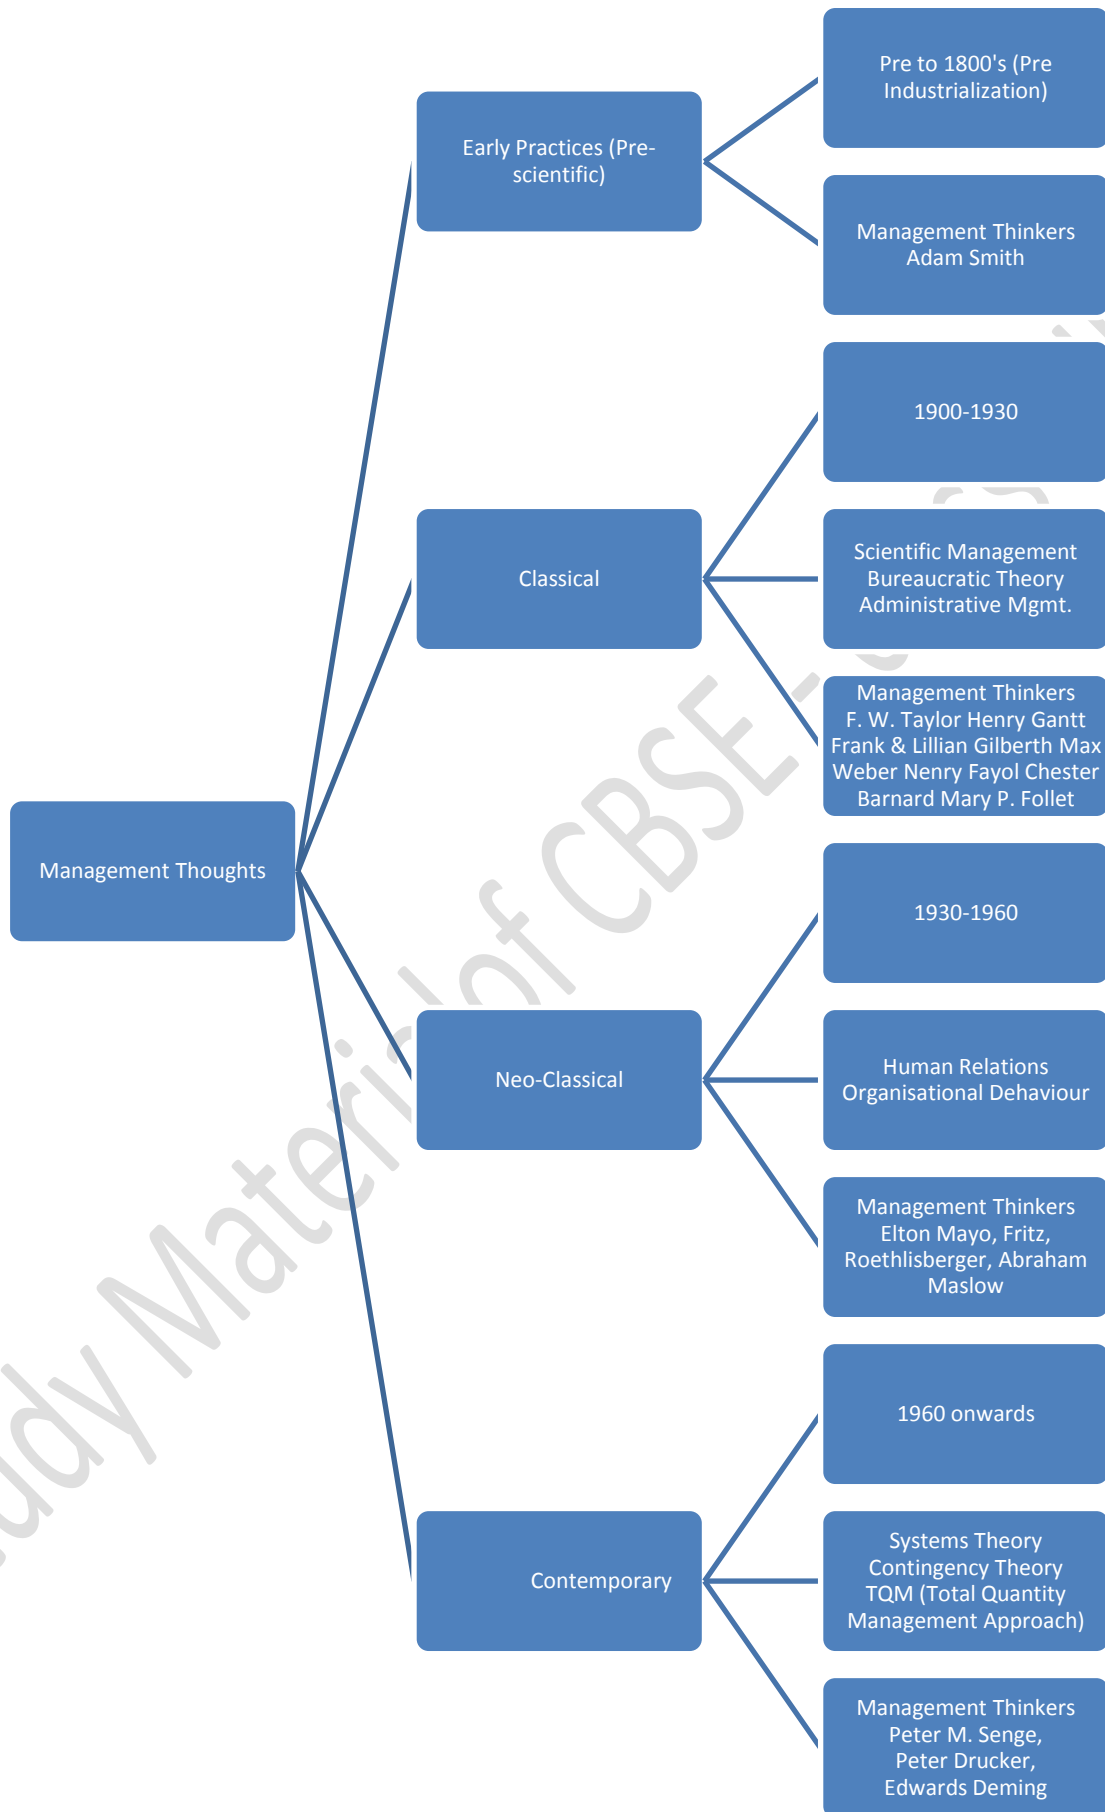 Pre to 1800's (Pre
Industrialization)
Early Practices (Pre-
scientific)
Management Thinkers
Adam Smith
1900-1930
Classical
Scientific Management
Bureaucratic Theory
Administrative Mgmt.
Management Thinkers
F. W. Taylor Henry Gantt
Frank & Lillian Gilberth Max
Weber Nenry Fayol Chester
Barnard Mary P. Follet
Management Thoughts
1930-1960
Neo-Classical
Human Relations
Organisational Dehaviour
Management Thinkers
Elton Mayo, Fritz,
Roethlisberger, Abraham
Maslow
1960 onwards
Contemporary
Systems Theory
Contingency Theory
TQM (Total Quantity
Management Approach)
Management Thinkers
Peter M. Senge,
Peter Drucker,
Edwards Deming
of CBSE -